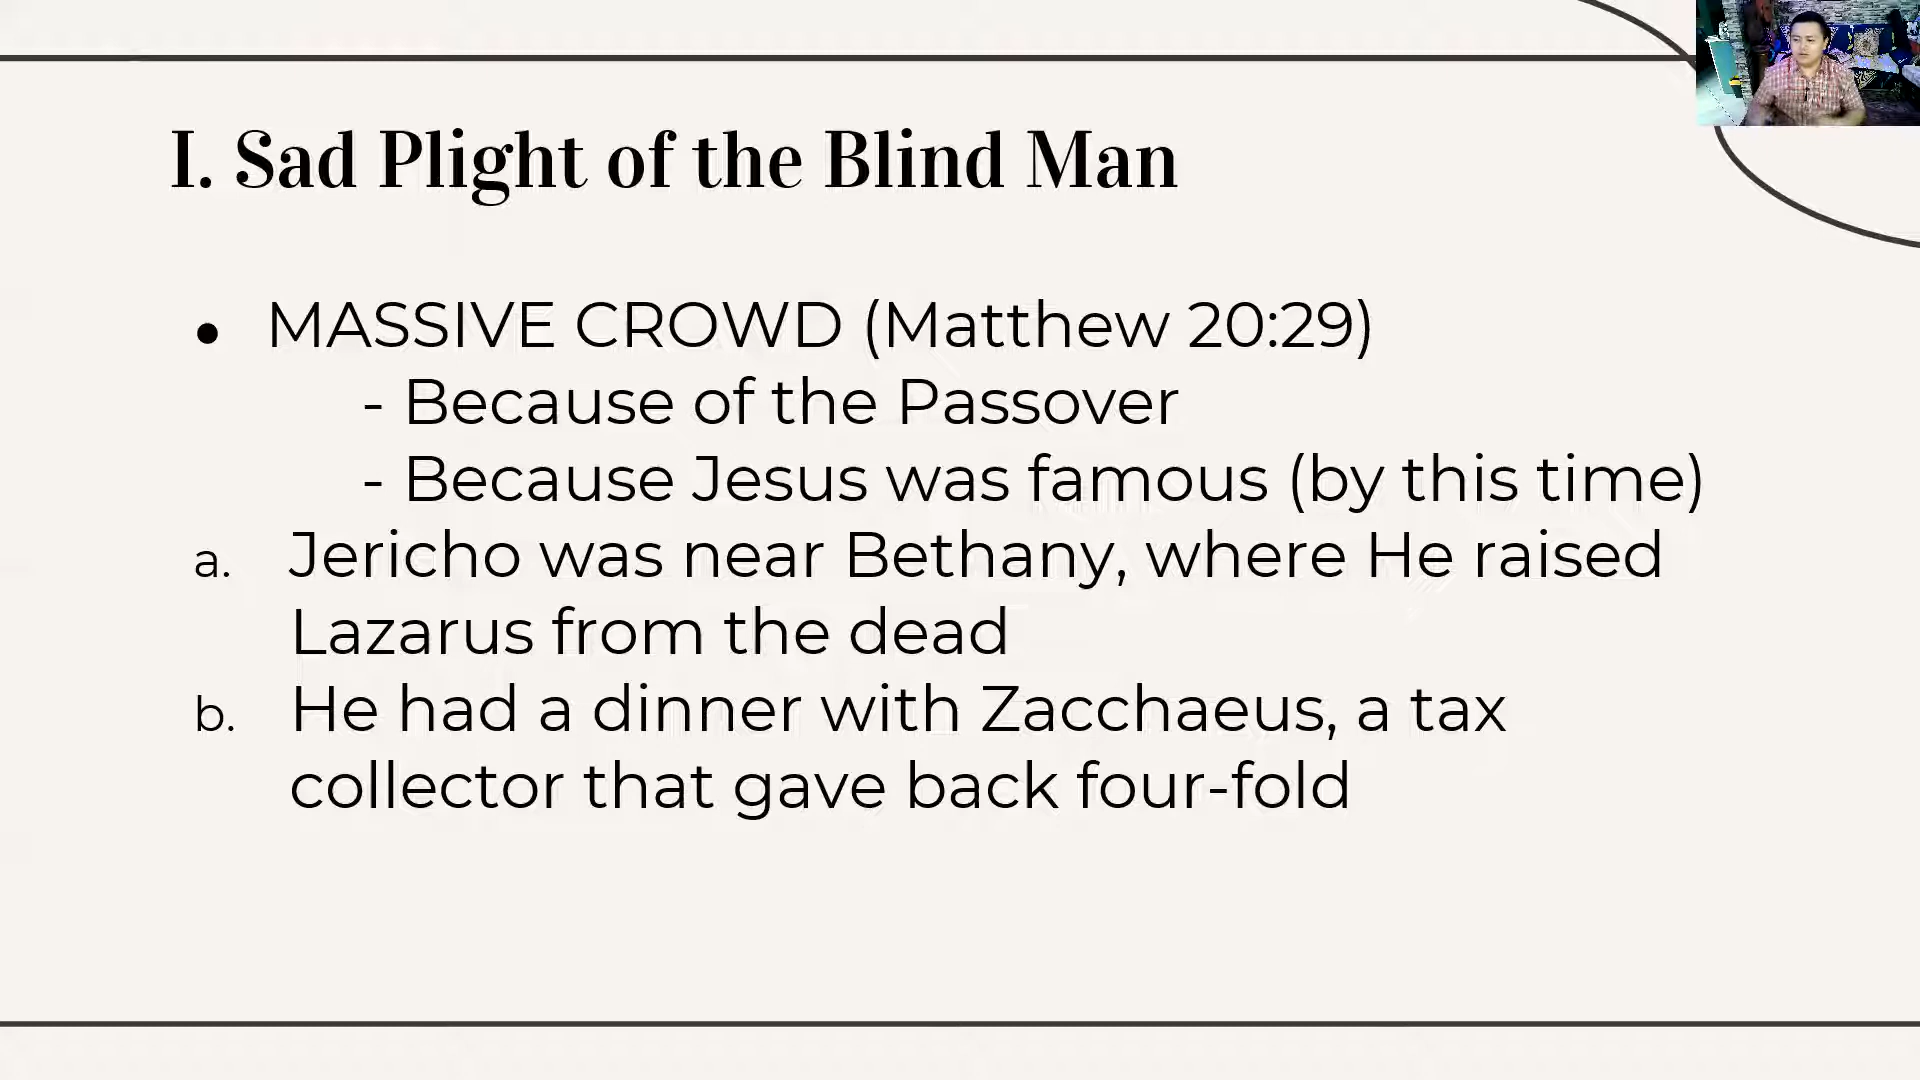 I. Sad Plight of the Blind Man
● MASSIVE CROWD (Matthew 20:29)
- Because of the Passover
- Because Jesus was famous (by this time)
a. Jericho was near Bethany, where He raised
Lazarus from the dead
b. He had a dinner with Zacchaeus, a tax
collector that gave back four-fold